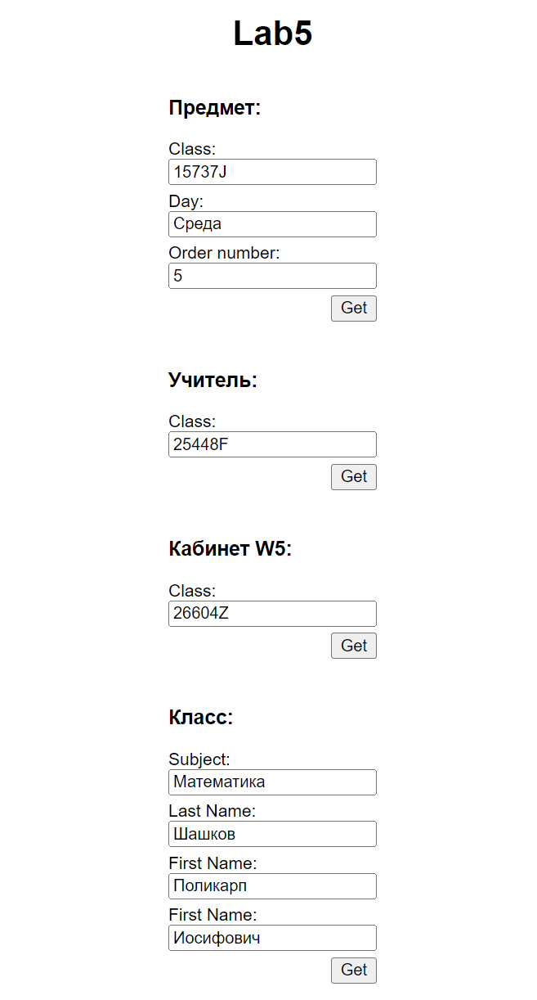 Lab5
Предмет:
Class:
15737J
Day:
Среда
Order number:
5
Get
Учитель:
Class:
25448F
Get
Кабинет W5:
Class:
26604Z
Get
Класс:
Subject:
Математика
Last Name:
Шашков
First Name:
Поликарп
First Name:
Иосифович
Get